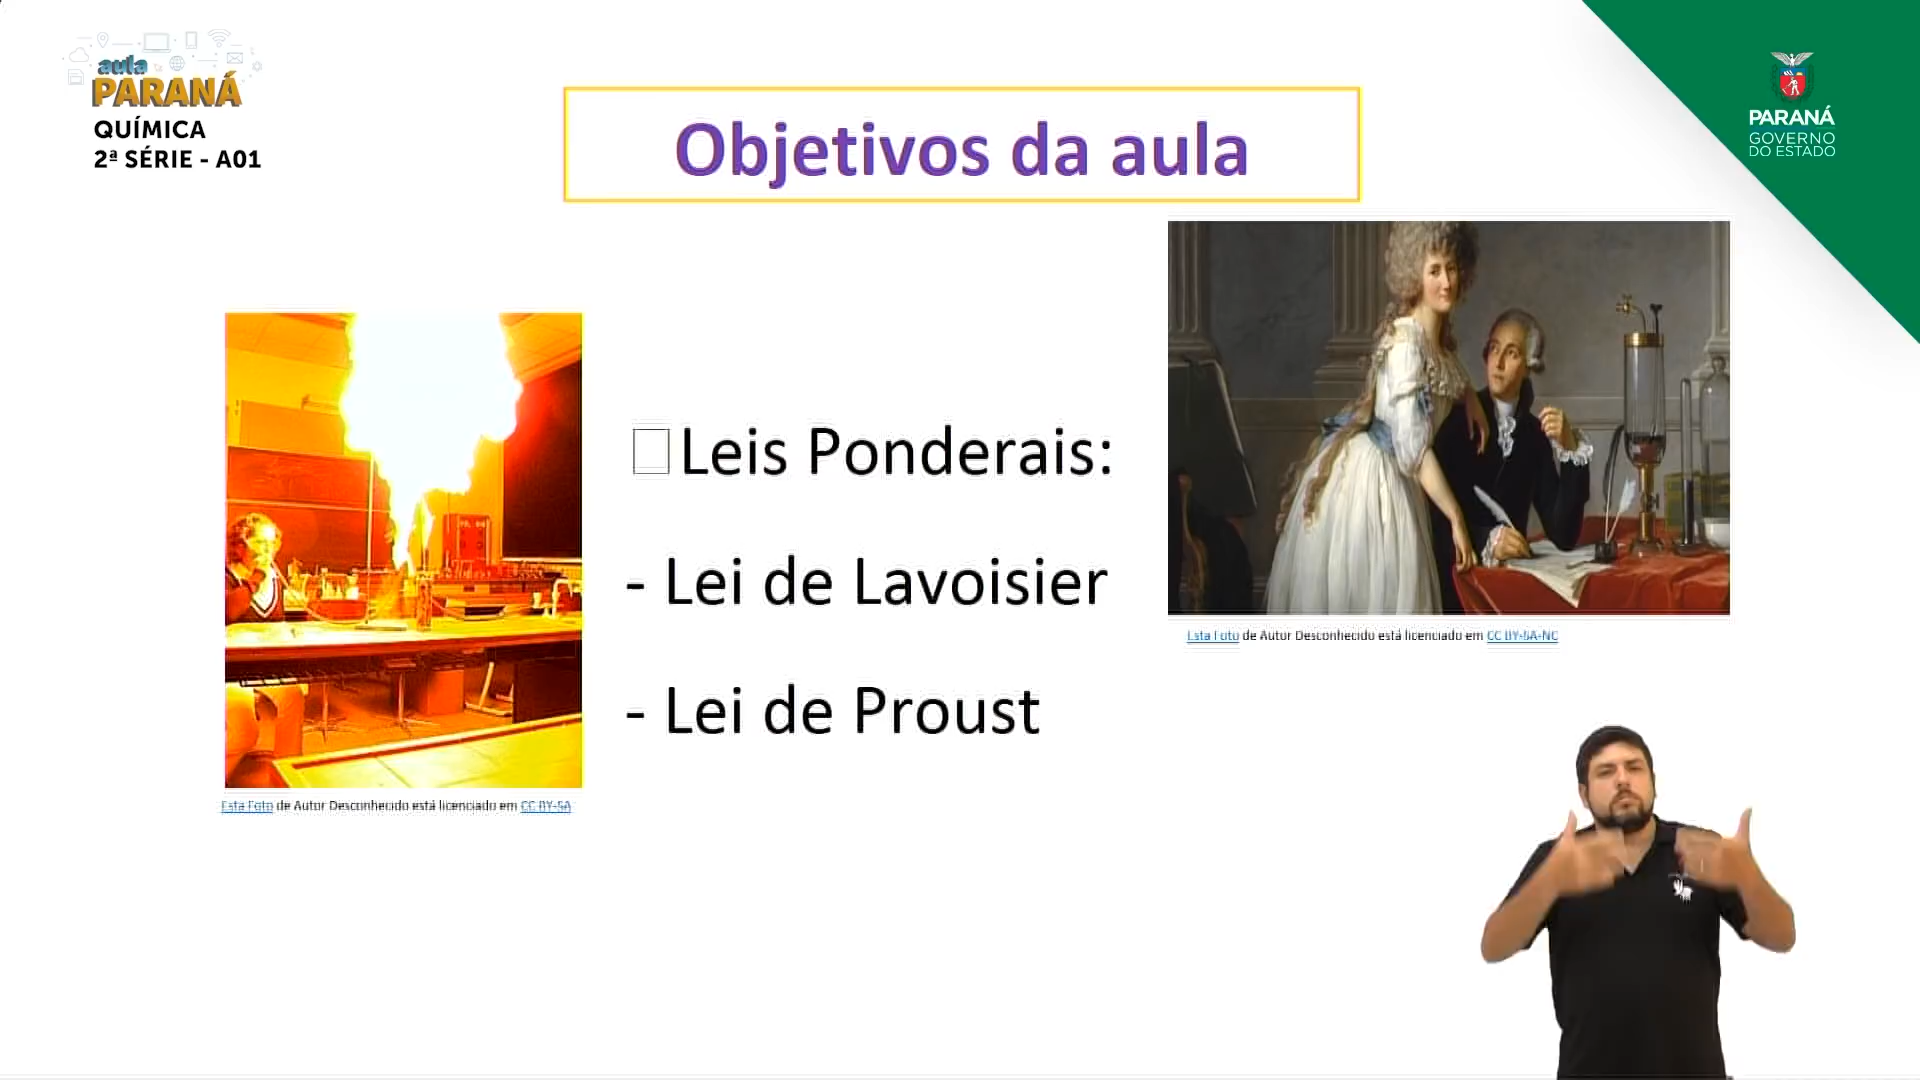 aula
PARANÁ
QUÍMICA
2ª SÉRIE - A01
Objetivos da aula
PARANÁ
GOVERNO
DO ESTADO
Leis Ponderais:
- Lei de Lavoisier
- Lei de Proust
Esta Foto de Autor Desconhecido está licenciado em CC BY-SA-NC
Esta Foto de Autor Desconhecido está licenciado em CC BY-SA